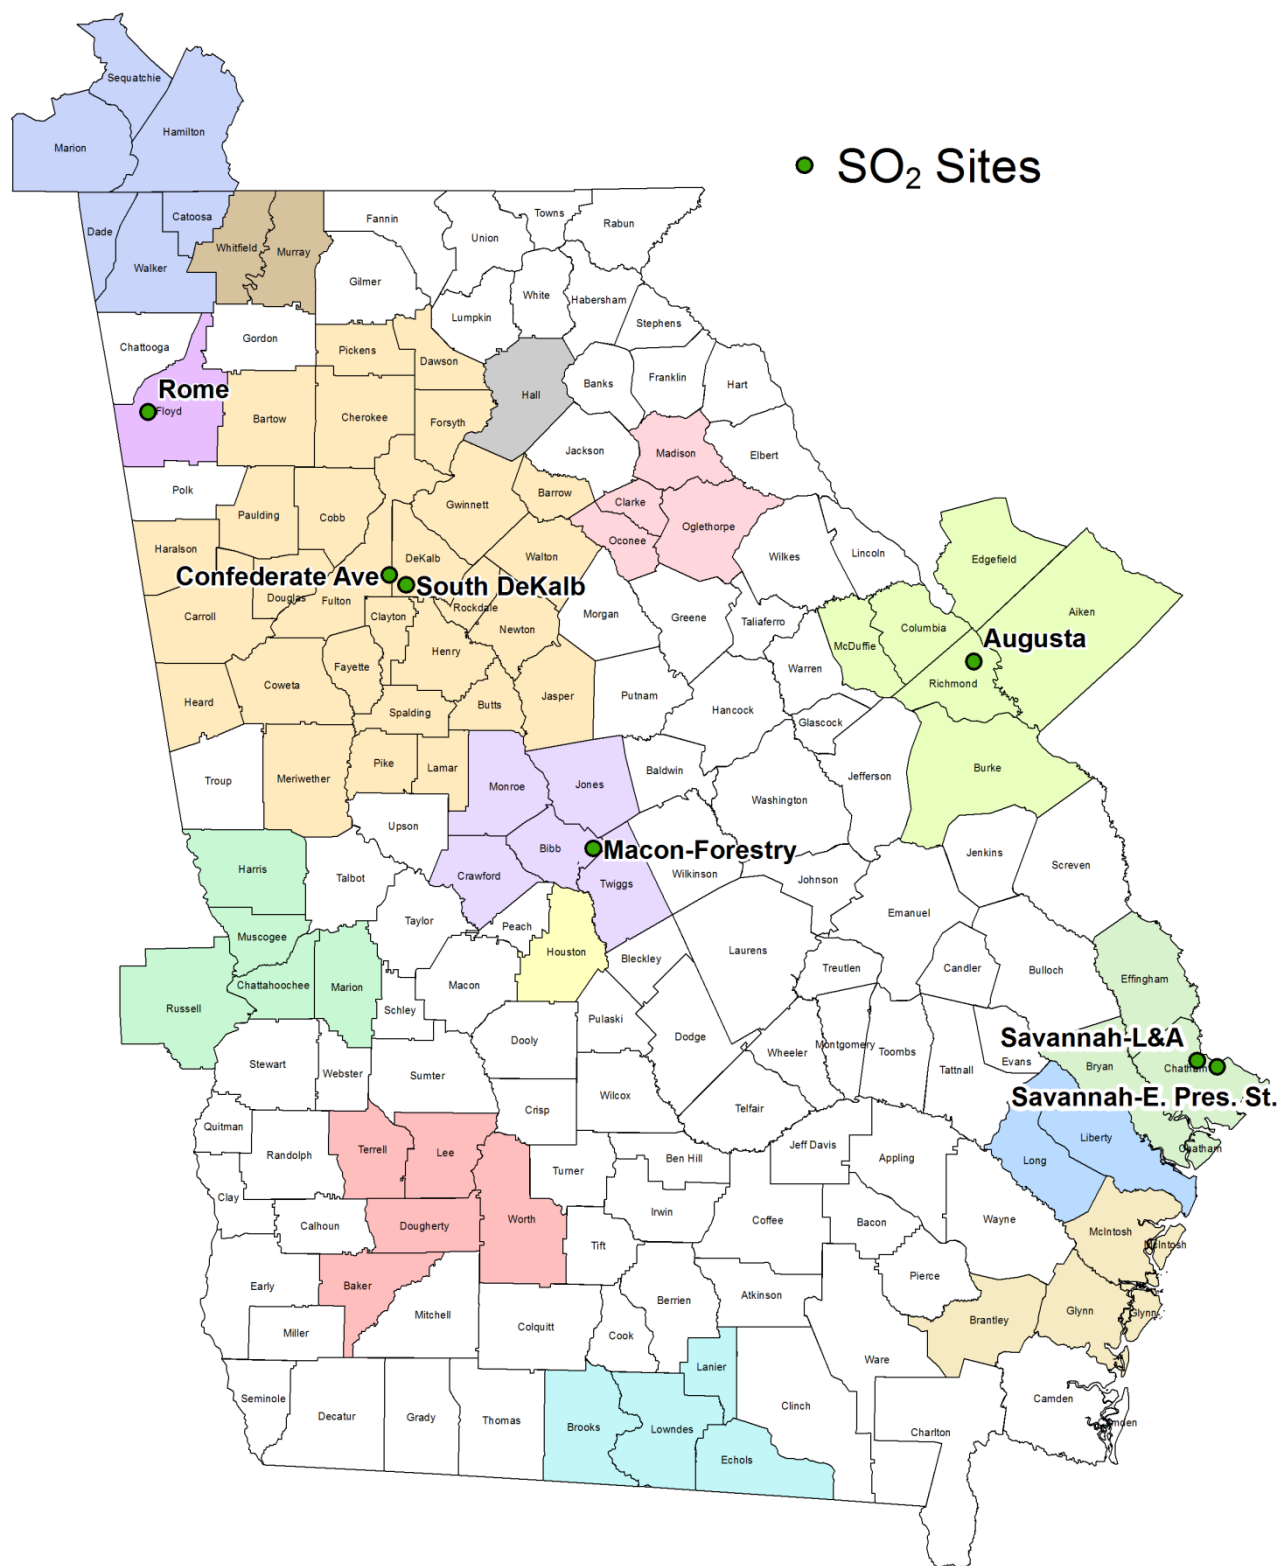 Sequatchie
Hamilton
Marion
SO₂ Sites
Dade
Catoosa
Walker
Whitfield
Murray
Fannin
Union
Towns
Rabun
Gilmer
White
Habersham
Lumpkin
Stephens
Chattooga
Gordon
Pickens
Dawson
Hall
Banks
Franklin
Hart
Rome
Floyd
Bartow
Cherokee
Forsyth
Jackson
Madison
Elbert
Polk
Paulding
Cobb
Gwinnett
Barrow
Clarke
Oglethorpe
Oconee
Haralson
DeKalb
Walton
Wilkes
Lincoln
Edgefield
Confederate Ave
South DeKalb
Douglas
Fulton
Rockdale
Carroll
Clayton
Newton
Morgan
Greene
Taliaferro
Columbia
Aiken
McDuffie
Augusta
Henry
Fayette
Warren
Richmond
Heard
Coweta
Spalding
Butts
Jasper
Putnam
Hancock
Glascock
Troup
Meriwether
Pike
Lamar
Monroe
Jones
Baldwin
Washington
Jefferson
Burke
Upson
Bibb
Macon-Forestry
Jenkins
Screven
Harris
Talbot
Crawford
Twiggs
Wilkinson
Johnson
Emanuel
Taylor
Peach
Muscogee
Houston
Bleckley
Laurens
Treutlen
Candler
Bulloch
Effingham
Chattahoochee
Marion
Macon
Russell
Schley
Pulaski
Dooly
Dodge
Wheeler
Montgomery
Toombs
Tattnall
Evans
Savannah-L&A
Bryan
Chatham
Stewart
Webster
Sumter
Wilcox
Crisp
Telfair
Savannah-E. Pres. St.
Quitman
Randolph
Terrell
Lee
Turner
Ben Hill
Jeff Davis
Appling
Long
Liberty
Chatham
Clay
Calhoun
Dougherty
Worth
Irwin
Coffee
Bacon
Wayne
McIntosh
McIntosh
Tift
Early
Baker
Mitchell
Berrien
Atkinson
Pierce
Brantley
Glynn
Glynn
Miller
Colquitt
Cook
Ware
Lanier
Seminole
Decatur
Grady
Thomas
Brooks
Lowndes
Clinch
Camden
Echols
Charlton